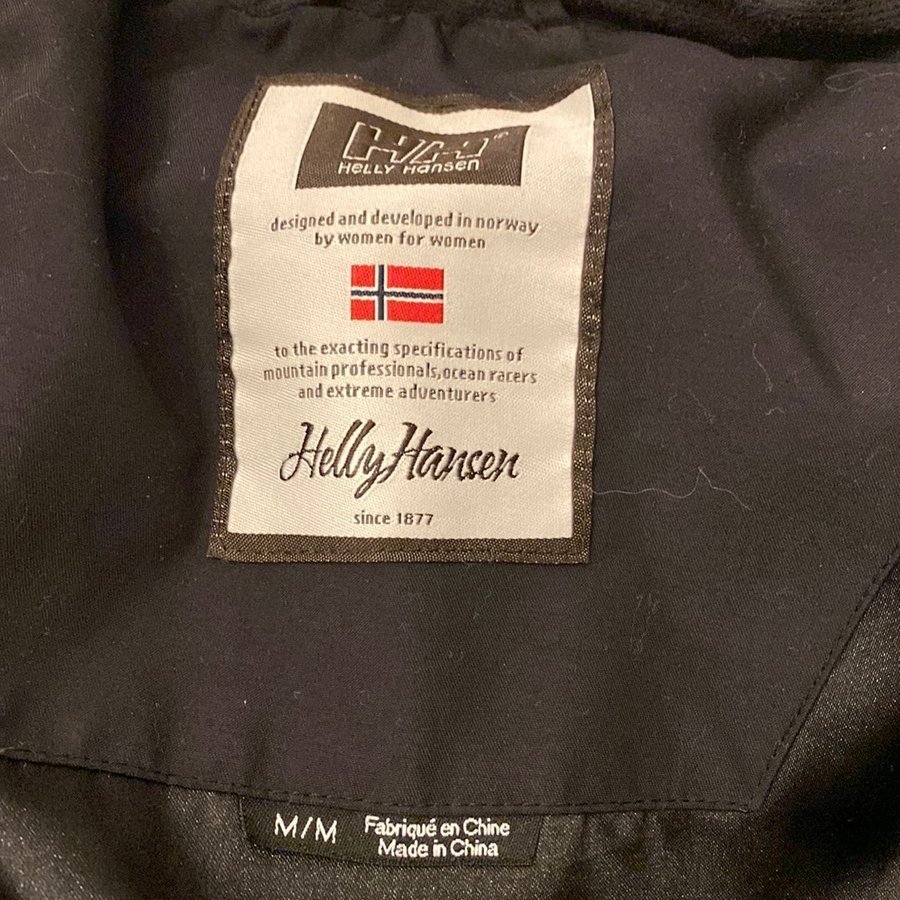 HH
Helly Hansen
designed and developed in norway
by women for women
to the exacting specifications of
mountain professionals, ocean racers
and extreme adventurers
Helly Hansen
since 1877
M/M Fabriqué en Chine
Made in China